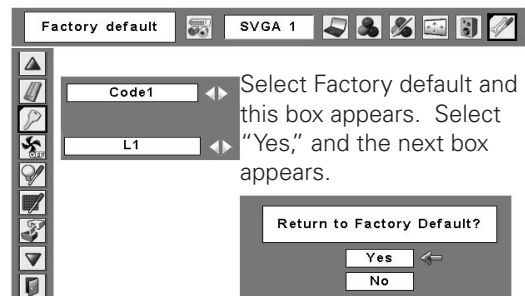 Factory default SVGA 1
Code1
L1
OFF
Select Factory default and
this box appears. Select
“Yes,” and the next box
appears.
Return to Factory Default?
Yes
No